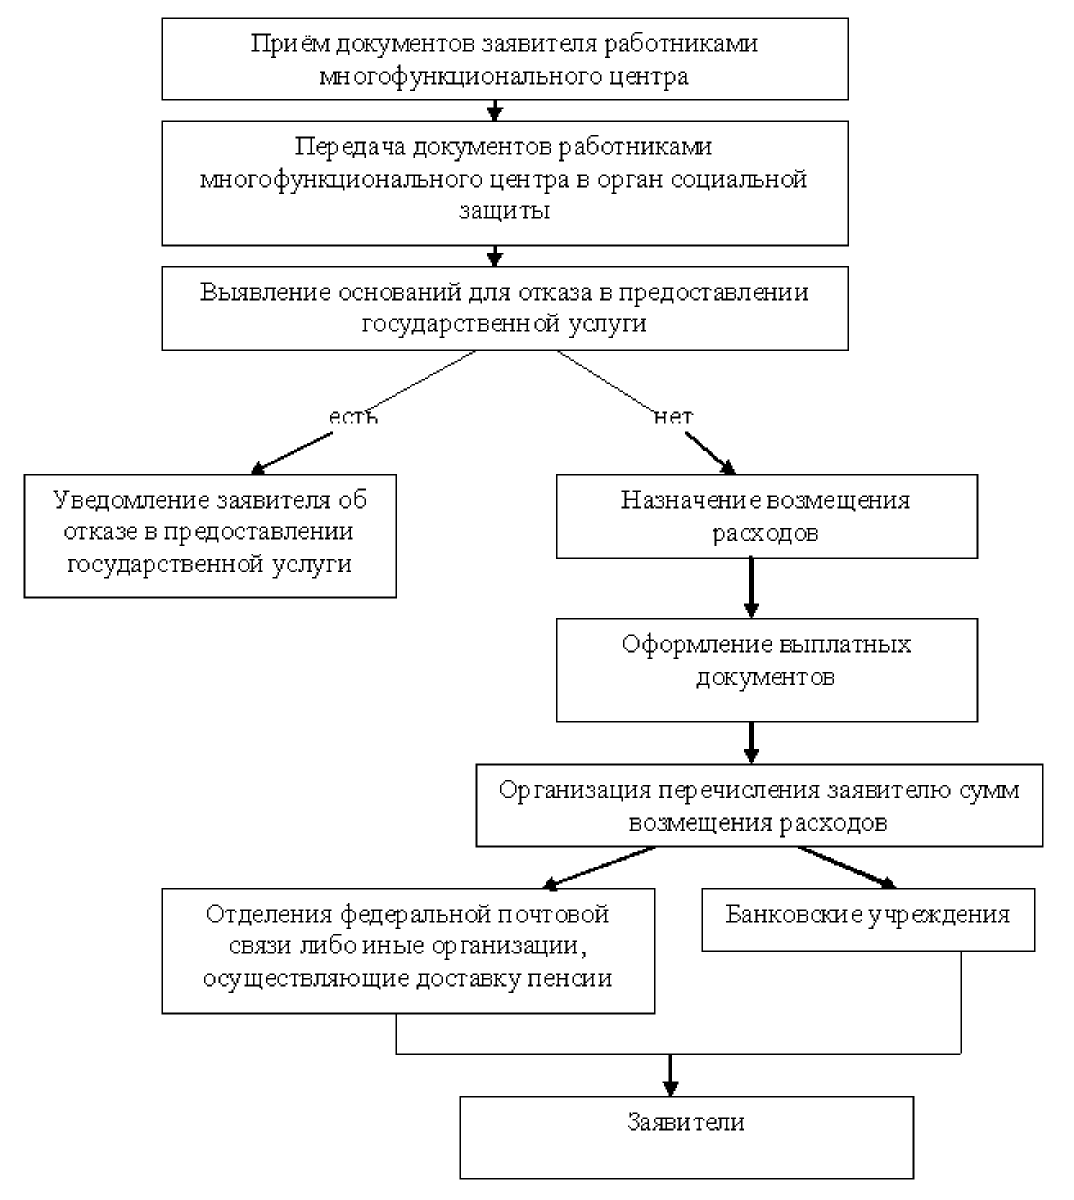 Приём документов заявителя работниками
многофункционального центра
Передача документов работниками
многофункционального центра в орган социальной
защиты
Выявление оснований для отказа в предоставлении
государственной услуги
есть
нет
Уведомление заявителя об
отказе в предоставлении
государственной услуги
Назначение возмещения
расходов
Оформление выплатных
документов
Организация перечисления заявителю сумм
возмещения расходов
Отделения федеральной почтовой
связи либо иные организации,
осуществляющие доставку пенсии
Банковские учреждения
Заявители